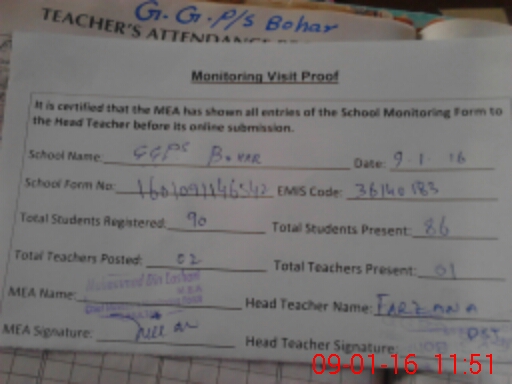 G.G.P/S Bohar
TEACHER'S ATTENDANCE
Monitoring Visit Proof
It is certified that the MEA has shown all entries of the School Monitoring Form to
the Head Teacher before its online submission.
School Name: GGPS Bohar Date: 9.1.16
School Form No: 1601091146542 EMIS Code: 36140183
Total Students Registered: 90 Total Students Present: 86
Total Teachers Posted: 02 Total Teachers Present: 01
MEA Name: Head Teacher Name: FARZANA
MEA Signature: Head Teacher Signature: PST
09-01-16 11:51